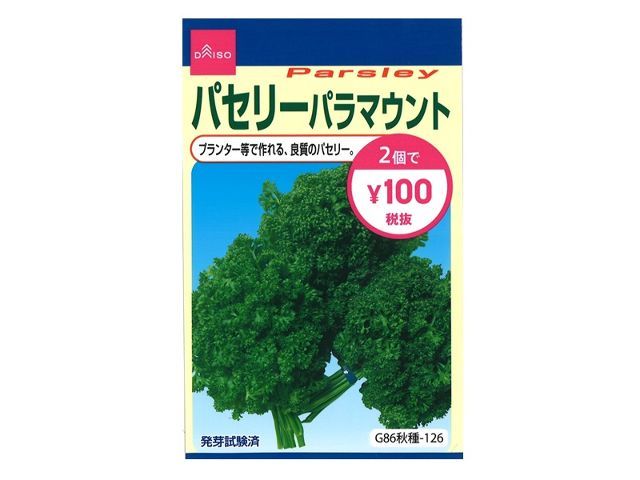 DAISO
Parsley
パセリーパラマウント
プランター等で作れる、良質のパセリー。
2個で
¥100
税抜
発芽試験済
G86秋種-126